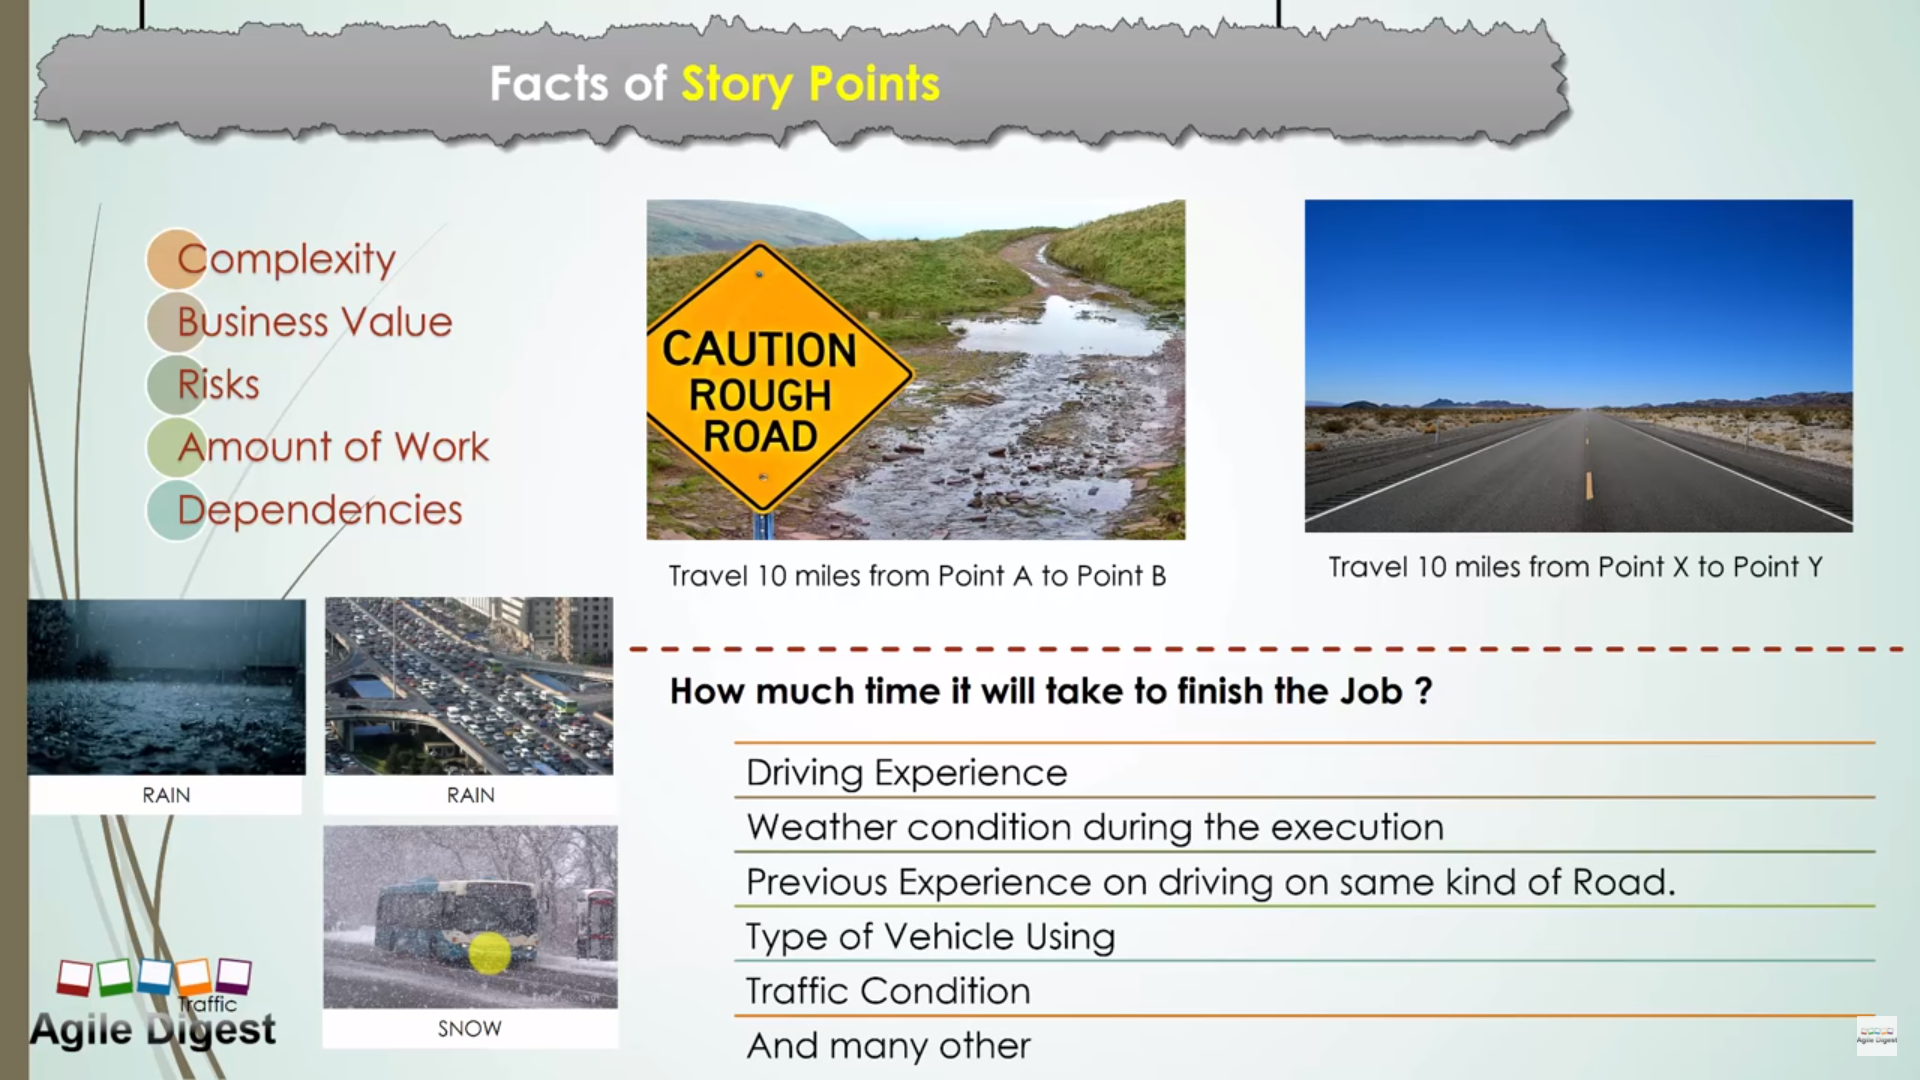 Facts of Story Points
Complexity
Business Value
Risks
Amount of Work
Dependencies
CAUTION
ROUGH
ROAD
Travel 10 miles from Point A to Point B
Travel 10 miles from Point X to Point Y
RAIN
RAIN
SNOW
Traffic
Agile Digest
How much time it will take to finish the Job ?
Driving Experience
Weather condition during the execution
Previous Experience on driving on same kind of Road.
Type of Vehicle Using
Traffic Condition
And many other
Agile Digest